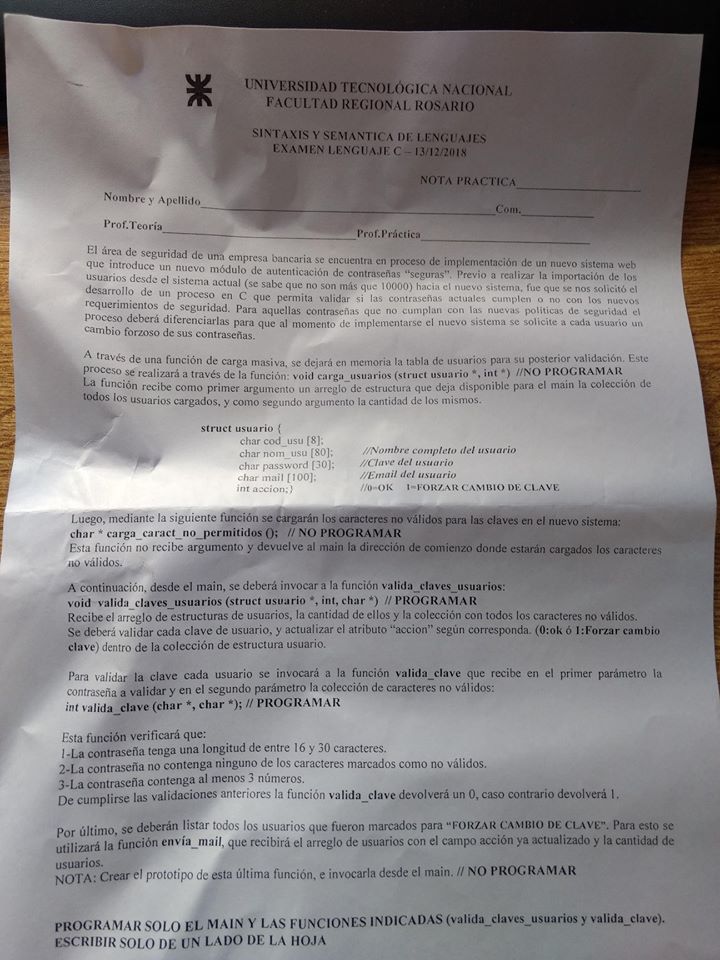 UNIVERSIDAD TECNOLÓGICA NACIONAL
FACULTAD REGIONAL ROSARIO
SINTAXIS Y SEMANTICA DE LENGUAJES
EXAMEN LENGUAJE C – 13/12/2018
NOTA PRACTICA____________________
Nombre y Apellido____________________Com.____________
Prof.Teoría____________________Prof.Práctica____________________
El área de seguridad de una empresa bancaria se encuentra en proceso de implementación de un nuevo sistema web
que introduce un nuevo módulo de autenticación de contraseñas "seguras". Previo a realizar la importación de los
usuarios desde el sistema actual (se sabe que no son más que 10000) hacia el nuevo sistema, fue que se nos solicitó el
desarrollo de un proceso en C que permita validar si las contraseñas actuales cumplen o no con los nuevos
requerimientos de seguridad. Para aquellas contraseñas que no cumplan con las nuevas políticas de seguridad el
proceso deberá diferenciarlas para que al momento de implementarse el nuevo sistema se solicite a cada usuario un
cambio forzoso de sus contraseñas.
A través de una función de carga masiva, se dejará en memoria la tabla de usuarios para su posterior validación. Este
proceso se realizará a través de la función: void carga_usuarios (struct usuario *, int *) //NO PROGRAMAR
La función recibe como primer argumento un arreglo de estructura que deja disponible para el main la colección de
todos los usuarios cargados, y como segundo argumento la cantidad de los mismos.
struct usuario {
char cod_usu [8];
char nom_usu [80]; //Nombre completo del usuario
char password [30]; //Clave del usuario
char mail [100]; //Email del usuario
int accion;} //0=OK 1=FORZAR CAMBIO DE CLAVE
Luego, mediante la siguiente función se cargarán los caracteres no válidos para las claves en el nuevo sistema:
char * carga_caract_no_permitidos (); // NO PROGRAMAR
Esta función no recibe argumento y devuelve al main la dirección de comienzo donde estarán cargados los caracteres
no válidos.
A continuación, desde el main, se deberá invocar a la función valida_claves_usuarios:
void valida_claves_usuarios (struct usuario *, int, char *) // PROGRAMAR
Recibe el arreglo de estructuras de usuarios, la cantidad de ellos y la colección con todos los caracteres no válidos.
Se deberá validar cada clave de usuario, y actualizar el atributo "accion" según corresponda. (0:ok ó 1:Forzar cambio
clave) dentro de la colección de estructura usuario.
Para validar la clave cada usuario se invocará a la función valida_clave que recibe en el primer parámetro la
contraseña a validar y en el segundo parámetro la colección de caracteres no válidos:
int valida_clave (char *, char *); // PROGRAMAR
Esta función verificará que:
1-La contraseña tenga una longitud de entre 16 y 30 caracteres.
2-La contraseña no contenga ninguno de los caracteres marcados como no válidos.
3-La contraseña contenga al menos 3 números.
De cumplirse las validaciones anteriores la función valida_clave devolverá un 0, caso contrario devolverá 1.
Por último, se deberán listar todos los usuarios que fueron marcados para "FORZAR CAMBIO DE CLAVE". Para esto se
utilizará la función envía_mail, que recibirá el arreglo de usuarios con el campo acción ya actualizado y la cantidad de
usuarios.
NOTA: Crear el prototipo de esta última función, e invocarla desde el main. // NO PROGRAMAR
PROGRAMAR SOLO EL MAIN Y LAS FUNCIONES INDICADAS (valida_claves_usuarios y valida_clave).
ESCRIBIR SOLO DE UN LADO DE LA HOJA